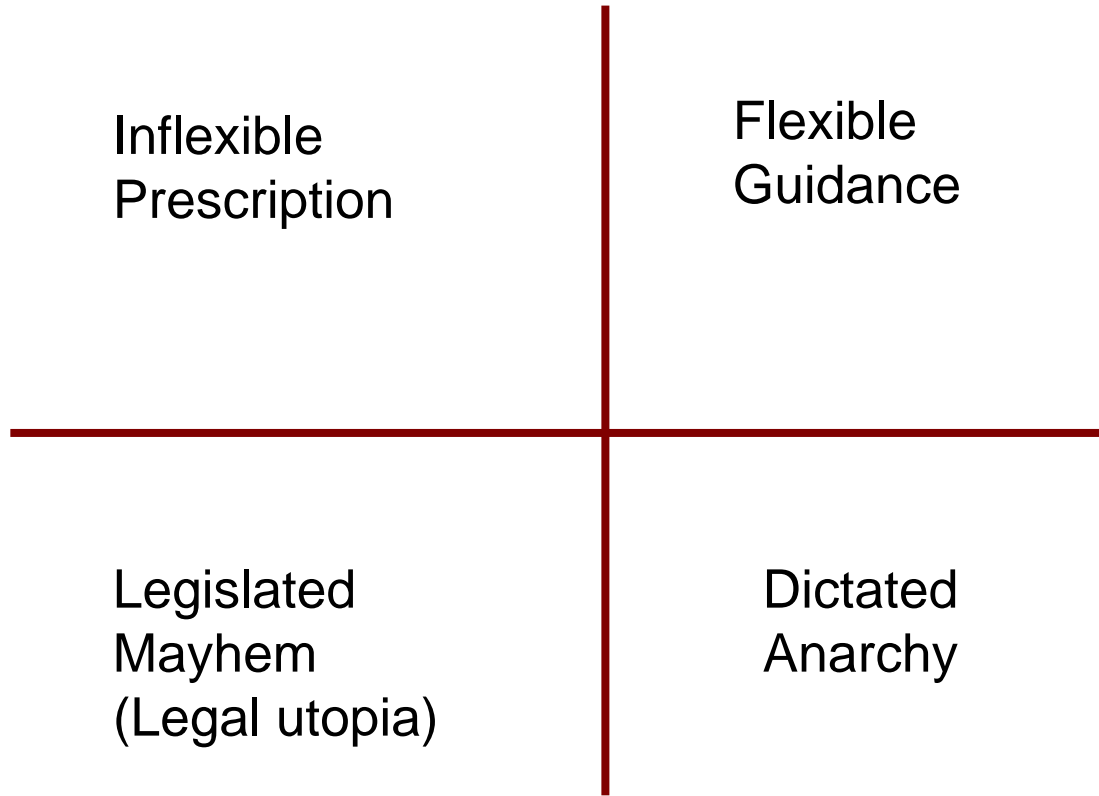 Inflexible
Prescription
Flexible
Guidance
Legislated
Mayhem
(Legal utopia)
Dictated
Anarchy